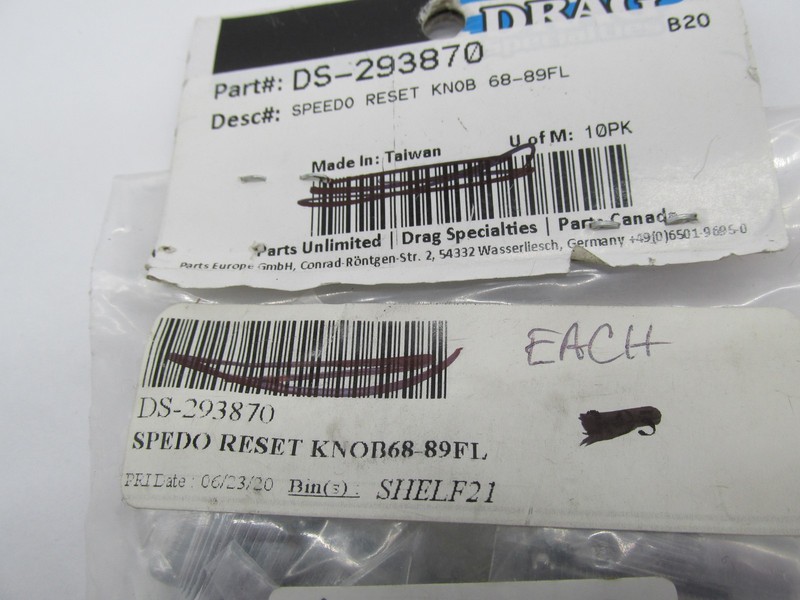 DRAG
B20
Part#: DS-293870
Desc#: SPEEDO RESET KNOB 68-89FL
U of M: 10PK
Made In: Taiwan
Parts Unlimited | Drag Specialties | Parts Canada
Parts Europe GmbH, Conrad-Röntgen-Str. 2, 54332 Wasserliesch, Germany +49(0)6501-9695-0
EACH
DS-293870
SPEDO RESET KNOB68-89FL
PRI Date : 06/23/20 Bin(s) : SHELF21